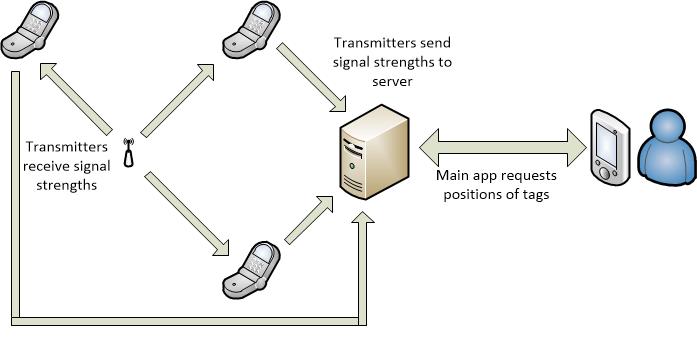 Transmitters send
signal strengths to
server
Transmitters
receive signal
strengths
Main app requests
positions of tags